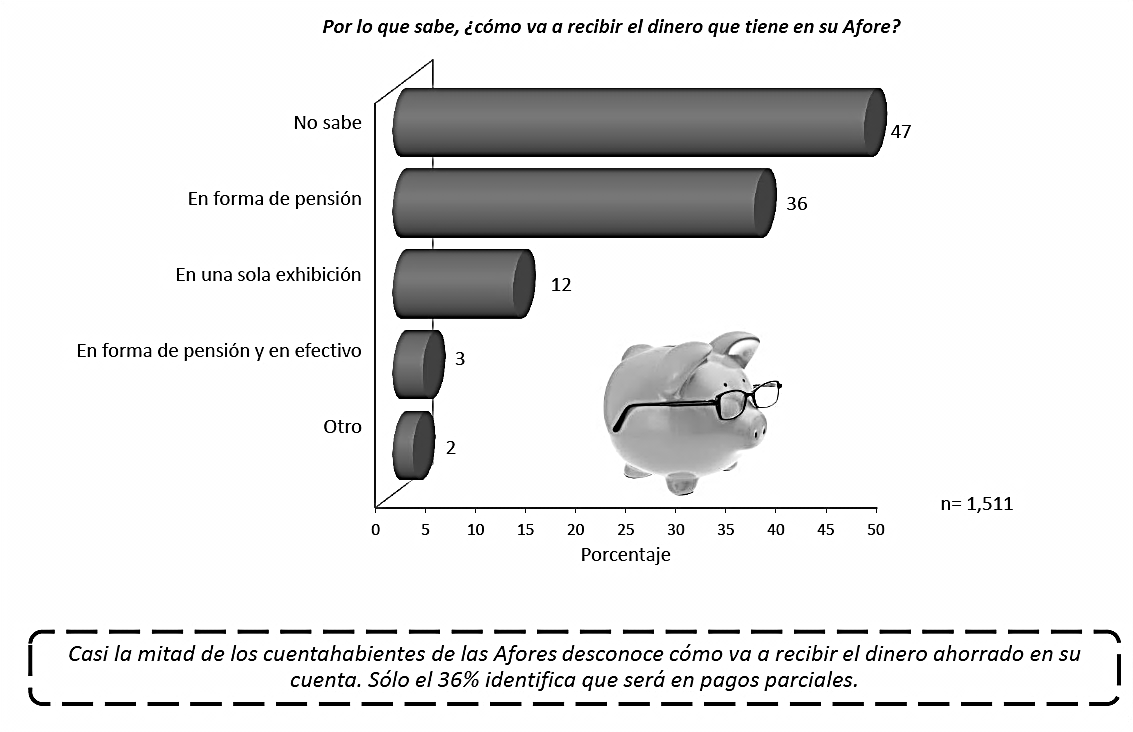 Por lo que sabe, ¿cómo va a recibir el dinero que tiene en su Afore?
No sabe
47
En forma de pensión
36
En una sola exhibición
12
En forma de pensión y en efectivo
3
Otro
2
n= 1,511
0 5 10 15 20 25 30 35 40 45 50
Porcentaje
Casi la mitad de los cuentahabientes de las Afores desconoce cómo va a recibir el dinero ahorrado en su
cuenta. Sólo el 36% identifica que será en pagos parciales.